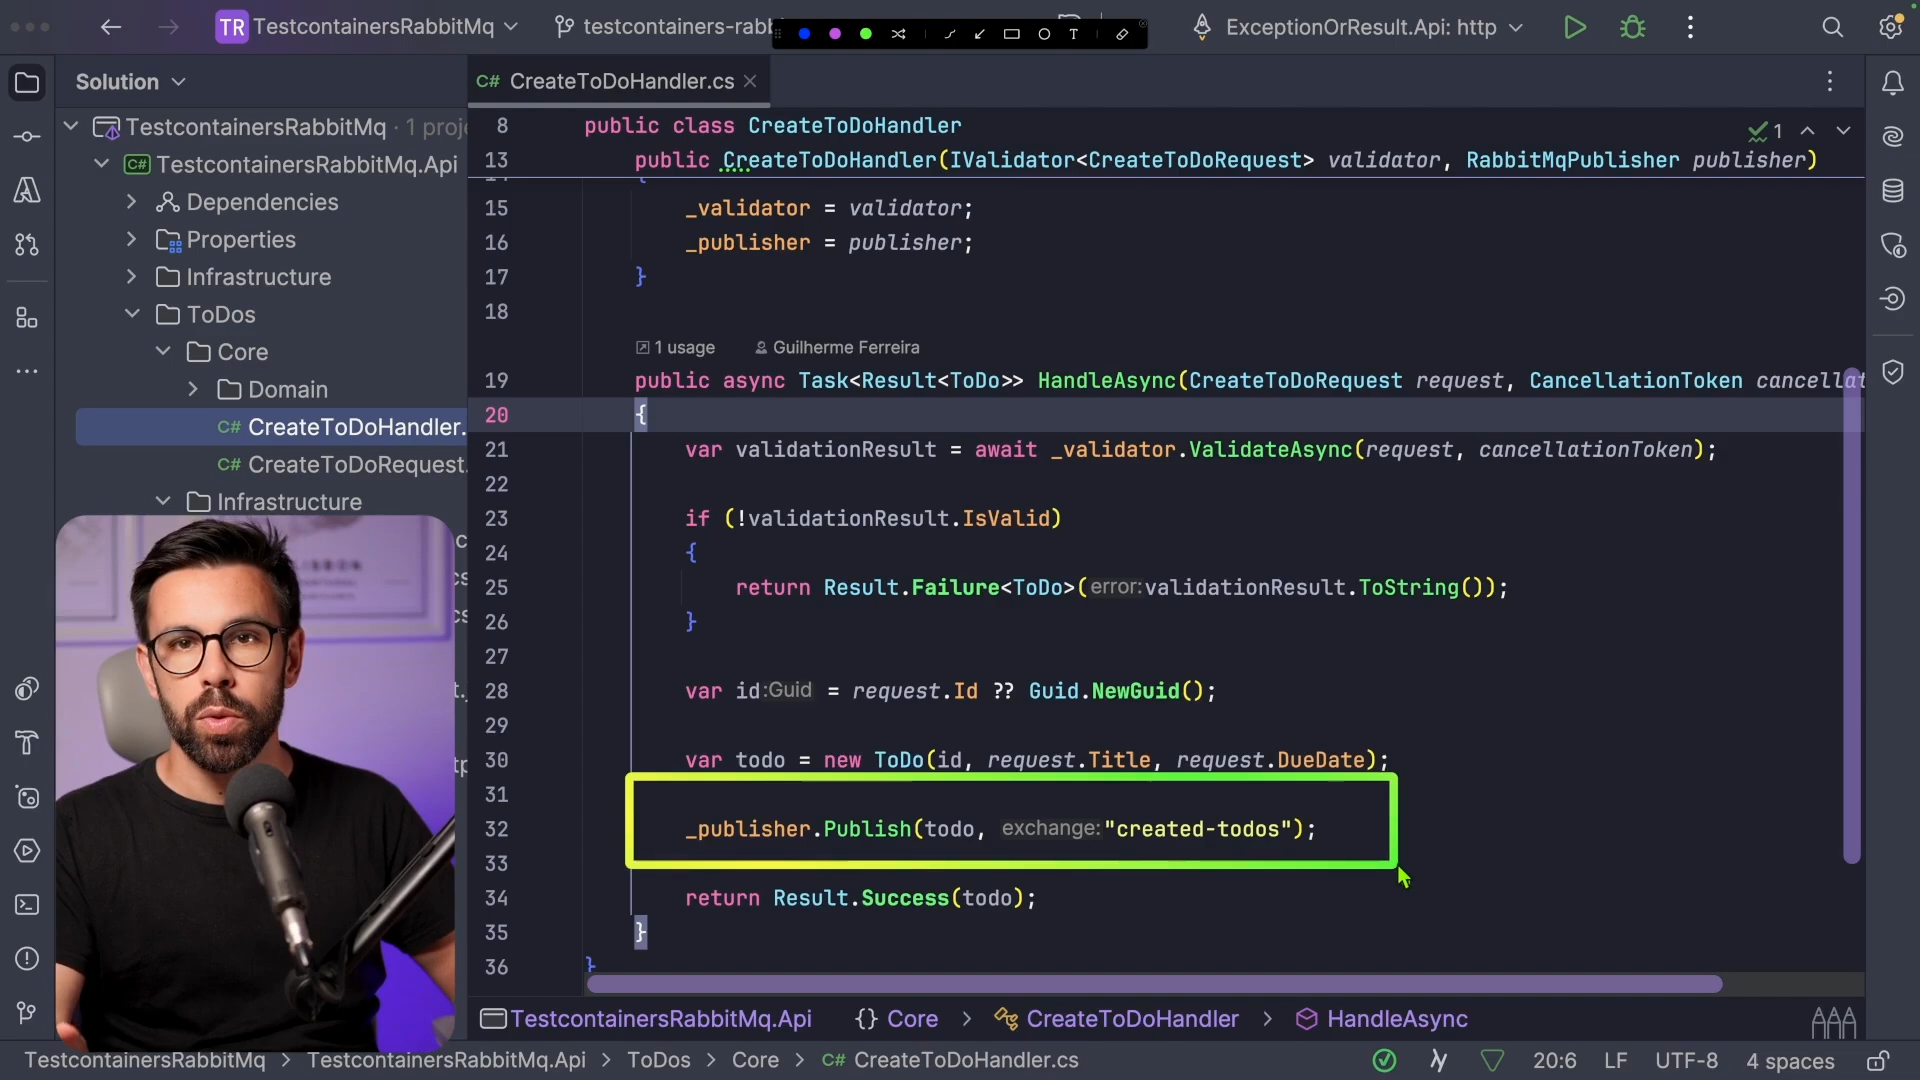 TR TestcontainersRabbitMq
testcontainers-rabb
T
ExceptionOrResult.Api: http
Solution
C# CreateToDoHandler.cs
TestcontainersRabbitMq · 1 proj
C# TestcontainersRabbitMq.Api
Dependencies
Properties
Infrastructure
ToDos
Core
Domain
C# CreateToDoHandler.
C# CreateToDoRequest.
Infrastructure
8 public class CreateToDoHandler
1
13 public CreateToDoHandler(IValidator<CreateToDoRequest> validator, RabbitMqPublisher publisher)
15 _validator = validator;
16 _publisher = publisher;
17 }
18
1 usage Guilherme Ferreira
19 public async Task<Result<ToDo>> HandleAsync(CreateToDoRequest request, CancellationToken cancellat
20 {
21 var validationResult = await _validator.ValidateAsync(request, cancellationToken);
22
23 if (!validationResult.IsValid)
24 {
25 return Result.Failure<ToDo>(error:validationResult.ToString());
26 }
27
28 var id:Guid = request.Id ?? Guid.NewGuid();
29
30 var todo = new ToDo(id, request.Title, request.DueDate);
31
32 _publisher.Publish(todo, exchange:"created-todos");
33
34 return Result.Success(todo);
35 }
36 }
TestcontainersRabbitMq.Api {} Core > CreateToDoHandler > HandleAsync
TestcontainersRabbitMq > TestcontainersRabbitMq.Api > ToDos > Core > C# CreateToDoHandler.cs
20:6 LF UTF-8 4 spaces